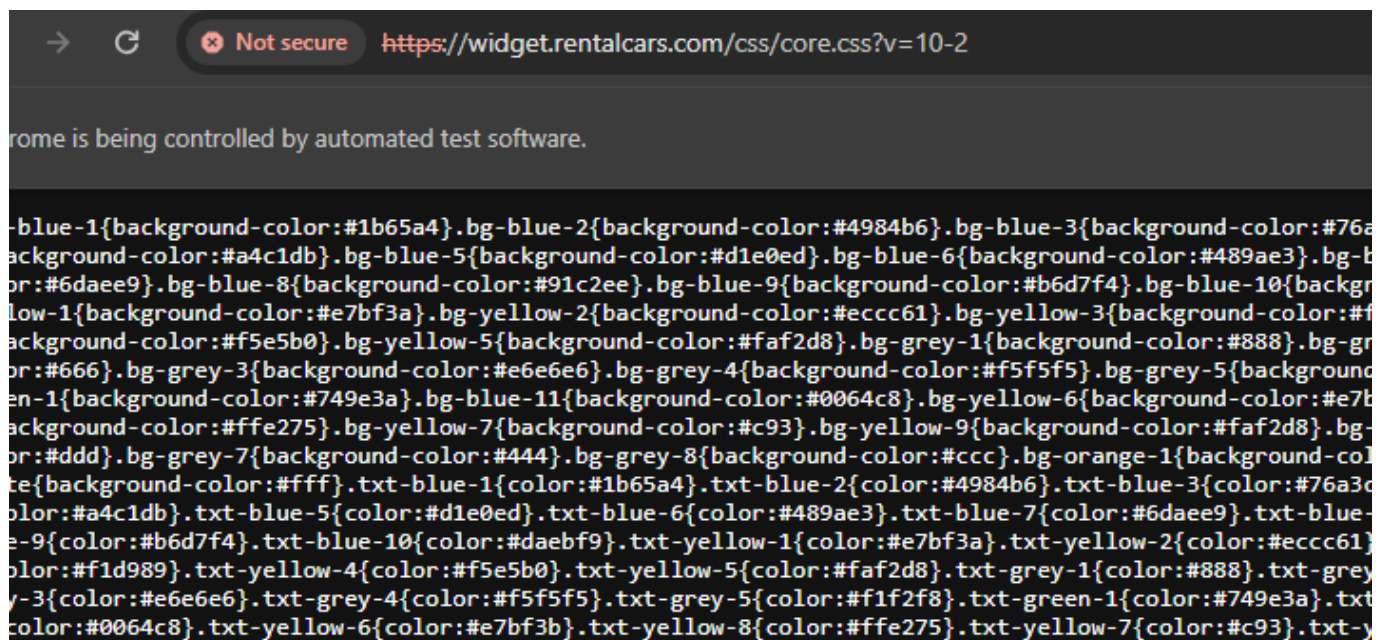 Not secure https://widget.rentalcars.com/css/core.css?v=10-2
rome is being controlled by automated test software.
-blue-1{background-color:#1b65a4}.bg-blue-2{background-color:#4984b6}.bg-blue-3{background-color:#76a
ackground-color:#a4c1db}.bg-blue-5{background-color:#d1e0ed}.bg-blue-6{background-color:#489ae3}.bg-b
or:#6daee9}.bg-blue-8{background-color:#91c2ee}.bg-blue-9{background-color:#b6d7f4}.bg-blue-10{backgr
low-1{background-color:#e7bf3a}.bg-yellow-2{background-color:#eccc61}.bg-yellow-3{background-color:#f
ackground-color:#f5e5b0}.bg-yellow-5{background-color:#faf2d8}.bg-grey-1{background-color:#888}.bg-gr
or:#666}.bg-grey-3{background-color:#e6e6e6}.bg-grey-4{background-color:#f5f5f5}.bg-grey-5{background
en-1{background-color:#749e3a}.bg-blue-11{background-color:#0064c8}.bg-yellow-6{background-color:#e7b
ackground-color:#ffe275}.bg-yellow-7{background-color:#c93}.bg-yellow-9{background-color:#faf2d8}.bg-
or:#ddd}.bg-grey-7{background-color:#444}.bg-grey-8{background-color:#ccc}.bg-orange-1{background-col
te{background-color:#fff}.txt-blue-1{color:#1b65a4}.txt-blue-2{color:#4984b6}.txt-blue-3{color:#76a3c
olor:#a4c1db}.txt-blue-5{color:#d1e0ed}.txt-blue-6{color:#489ae3}.txt-blue-7{color:#6daee9}.txt-blue-
e-9{color:#b6d7f4}.txt-blue-10{color:#daebf9}.txt-yellow-1{color:#e7bf3a}.txt-yellow-2{color:#eccc61}
olor:#f1d989}.txt-yellow-4{color:#f5e5b0}.txt-yellow-5{color:#faf2d8}.txt-grey-1{color:#888}.txt-grey
y-3{color:#e6e6e6}.txt-grey-4{color:#f5f5f5}.txt-grey-5{color:#f1f2f8}.txt-green-1{color:#749e3a}.txt
color:#0064c8}.txt-yellow-6{color:#e7bf3b}.txt-yellow-8{color:#ffe275}.txt-yellow-7{color:#c93}.txt-y